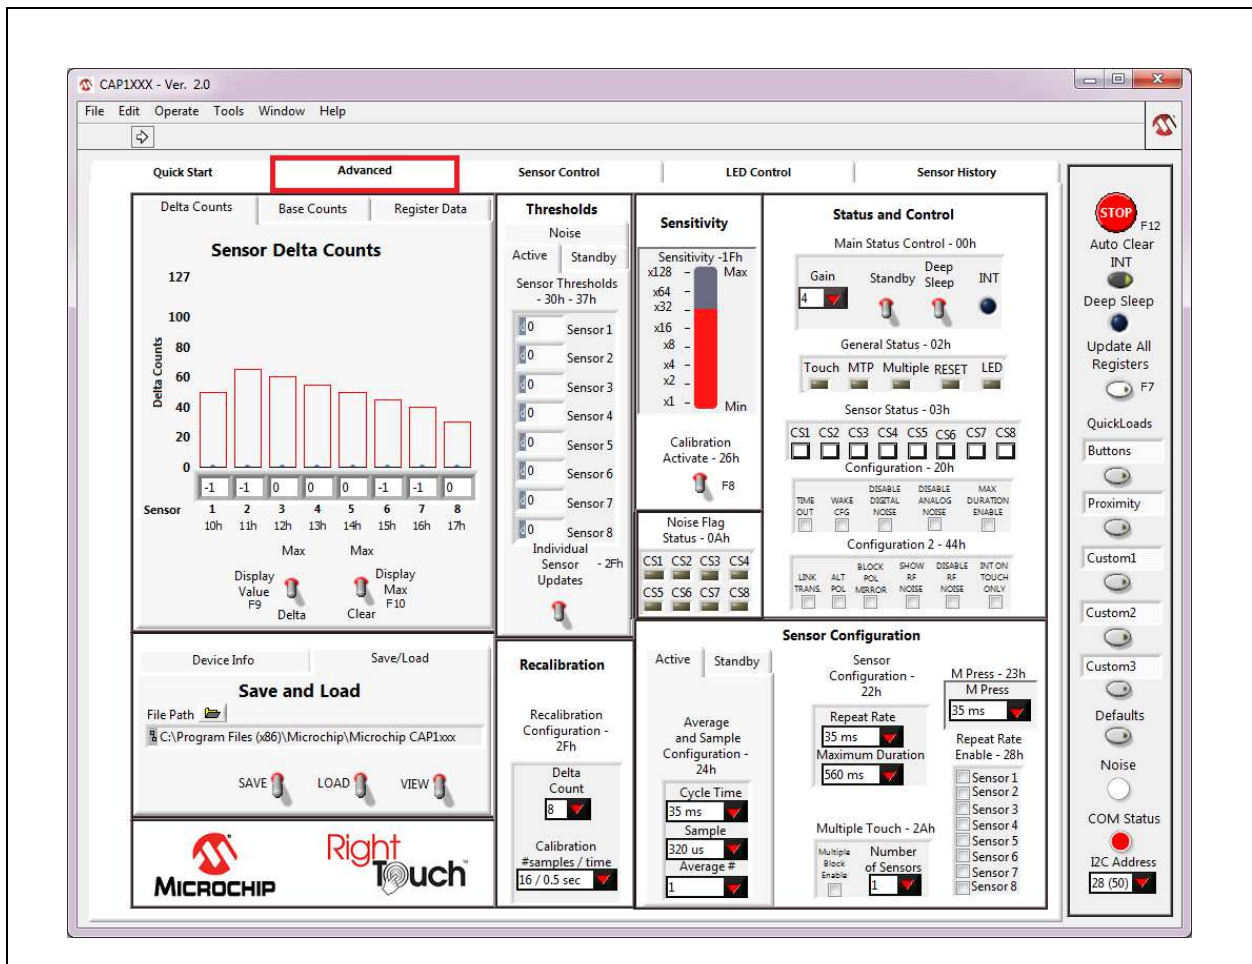 CAP1XXX - Ver. 2.0
File Edit Operate Tools Window Help
Quick Start Advanced Sensor Control LED Control Sensor History
Delta Counts Base Counts Register Data
Sensor Delta Counts
Delta Counts
127
100
80
60
40
20
0
-1 -1 0 0 0 -1 -1 0
Sensor 1 2 3 4 5 6 7 8
10h 11h 12h 13h 14h 15h 16h 17h
Max Max
Display Value F9
Display Max F10
Delta Clear
Device Info Save/Load
Save and Load
File Path
C:\Program Files (x86)\Microchip\Microchip CAP1xxx
SAVE LOAD VIEW
MICROCHIP
Right Touch
Thresholds
Noise
Active Standby
Sensor Thresholds
- 30h - 37h
0 Sensor 1
0 Sensor 2
0 Sensor 3
0 Sensor 4
0 Sensor 5
0 Sensor 6
0 Sensor 7
0 Sensor 8
Individual
Sensor - 2Fh
Updates
Recalibration
Recalibration
Configuration -
2Fh
Delta
Count
8
Calibration
#samples / time
16 / 0.5 sec
Sensitivity
Sensitivity -1Fh
x128 Max
x64
x32
x16
x8
x4
x2
x1 Min
Calibration
Activate - 26h
F8
Noise Flag
Status - 0Ah
CS1 CS2 CS3 CS4
CS5 CS6 CS7 CS8
Status and Control
Main Status Control - 00h
Gain Standby Deep Sleep INT
4
General Status - 02h
Touch MTP Multiple RESET LED
Sensor Status - 03h
CS1 CS2 CS3 CS4 CS5 CS6 CS7 CS8
Configuration - 20h
TIME OUT WAKE CFG DISABLE DIGITAL NOISE DISABLE ANALOG NOISE MAX DURATION ENABLE
Configuration 2 - 44h
LINK TRANS. ALT POL BLOCK POL MIRROR SHOW RF NOISE DISABLE RF NOISE INT ON TOUCH ONLY
Sensor Configuration
Active Standby
Average
and Sample
Configuration -
24h
Cycle Time
35 ms
Sample
320 us
Average #
1
Sensor
Configuration -
22h
Repeat Rate
35 ms
Maximum Duration
560 ms
Multiple Touch - 2Ah
Multiple Block Enable
Number of Sensors
1
M Press - 23h
M Press
35 ms
Repeat Rate
Enable - 28h
Sensor 1
Sensor 2
Sensor 3
Sensor 4
Sensor 5
Sensor 6
Sensor 7
Sensor 8
STOP F12
Auto Clear
INT
Deep Sleep
Update All
Registers
F7
QuickLoads
Buttons
Proximity
Custom1
Custom2
Custom3
Defaults
Noise
COM Status
I2C Address
28 (50)